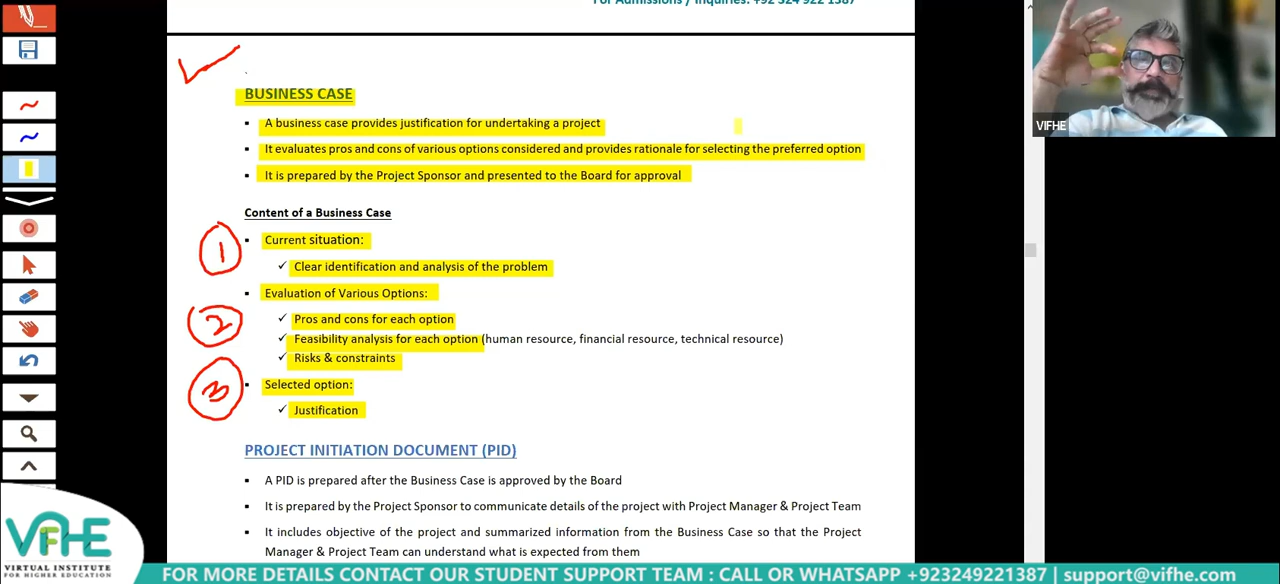 For Admissions / Inquiries: +92 324 922 1387
VIFHE
BUSINESS CASE
▪ A business case provides justification for undertaking a project
▪ It evaluates pros and cons of various options considered and provides rationale for selecting the preferred option
▪ It is prepared by the Project Sponsor and presented to the Board for approval
Content of a Business Case
1
▪ Current situation:
✓ Clear identification and analysis of the problem
▪ Evaluation of Various Options:
2
✓ Pros and cons for each option
✓ Feasibility analysis for each option (human resource, financial resource, technical resource)
✓ Risks & constraints
3
▪ Selected option:
✓ Justification
PROJECT INITIATION DOCUMENT (PID)
▪ A PID is prepared after the Business Case is approved by the Board
▪ It is prepared by the Project Sponsor to communicate details of the project with Project Manager & Project Team
▪ It includes objective of the project and summarized information from the Business Case so that the Project
Manager & Project Team can understand what is expected from them
VIFHE
VIRTUAL INSTITUTE
FOR HIGHER EDUCATION
FOR MORE DETAILS CONTACT OUR STUDENT SUPPORT TEAM : CALL OR WHATSAPP +923249221387 | support@vifhe.com